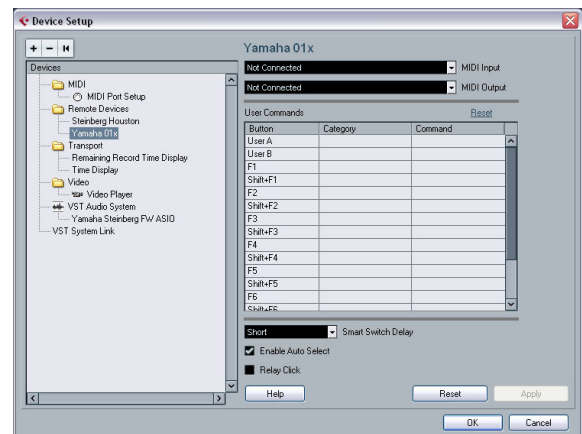 Device Setup
Yamaha 01x
Devices
MIDI
MIDI Port Setup
Remote Devices
Steinberg Houston
Yamaha 01x
Transport
Remaining Record Time Display
Time Display
Video
Video Player
VST Audio System
Yamaha Steinberg FW ASIO
VST System Link
Not Connected MIDI Input
Not Connected MIDI Output
User Commands Reset
Button Category Command
User A
User B
F1
Shift+F1
F2
Shift+F2
F3
Shift+F3
F4
Shift+F4
F5
Shift+F5
F6
Shift+F6
Short Smart Switch Delay
Enable Auto Select
Relay Click
Help Reset Apply
OK Cancel